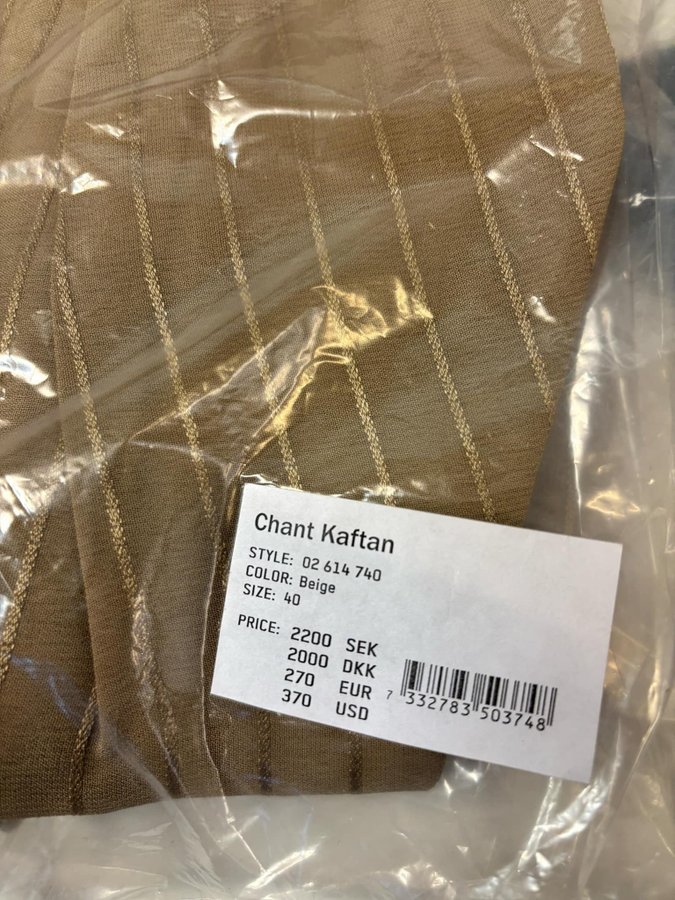 Chant Kaftan
STYLE: 02 614 740
COLOR: Beige
SIZE: 40
PRICE: 2200 SEK
2000 DKK
270 EUR
370 USD
7 332783 503748